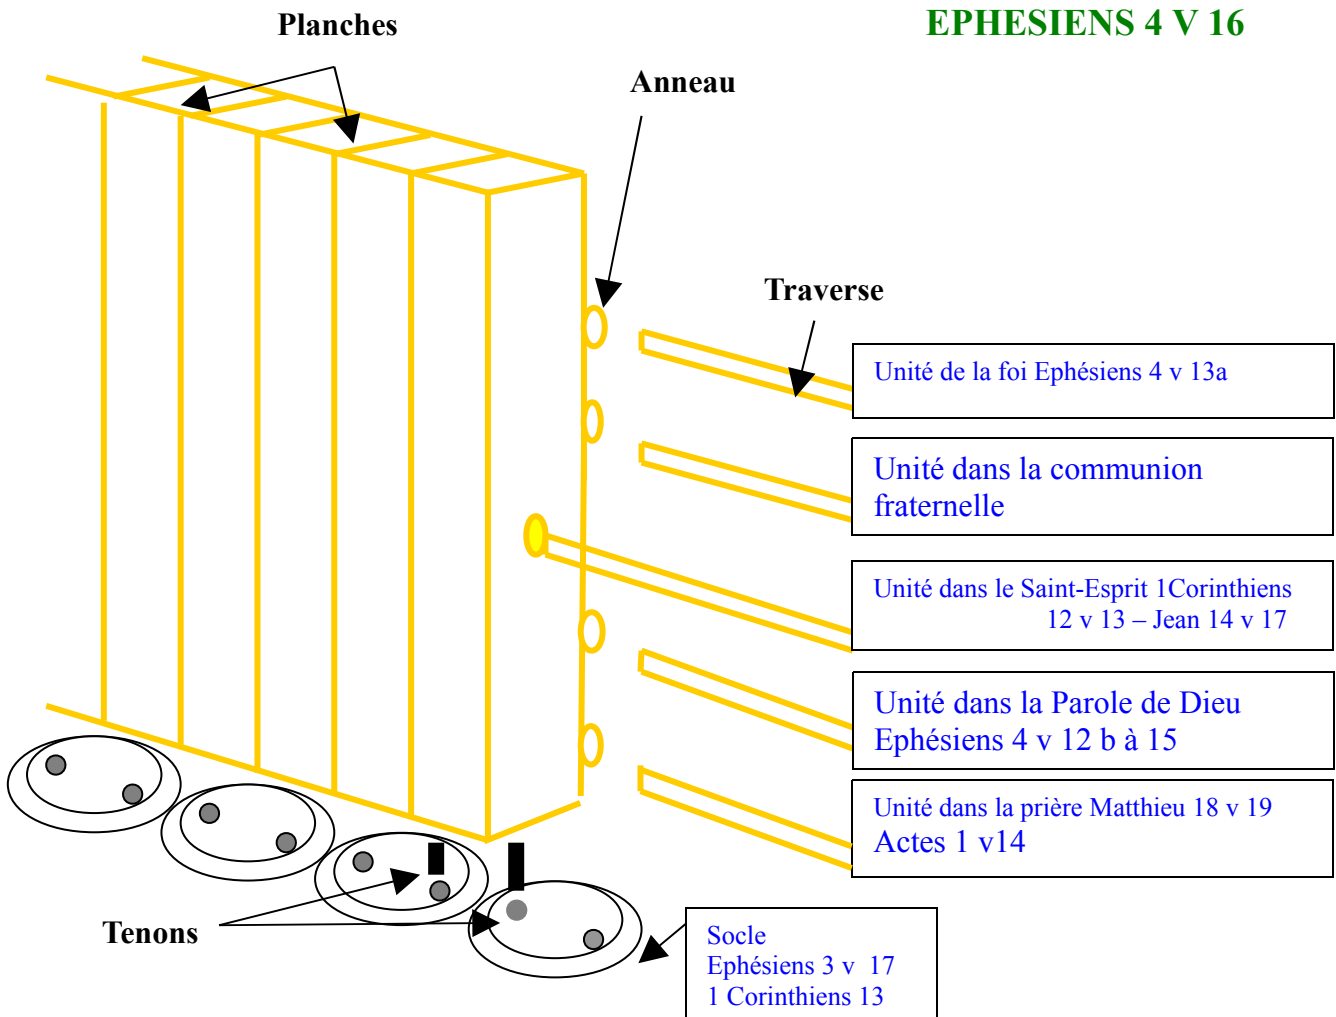 EPHESIENS 4 V 16
Planches
Anneau
Traverse
Unité de la foi Ephésiens 4 v 13a
Unité dans la communion
fraternelle
Unité dans le Saint-Esprit 1Corinthiens
12 v 13 – Jean 14 v 17
Unité dans la Parole de Dieu
Ephésiens 4 v 12 b à 15
Unité dans la prière Matthieu 18 v 19
Actes 1 v14
Tenons
Socle
Ephésiens 3 v 17
1 Corinthiens 13